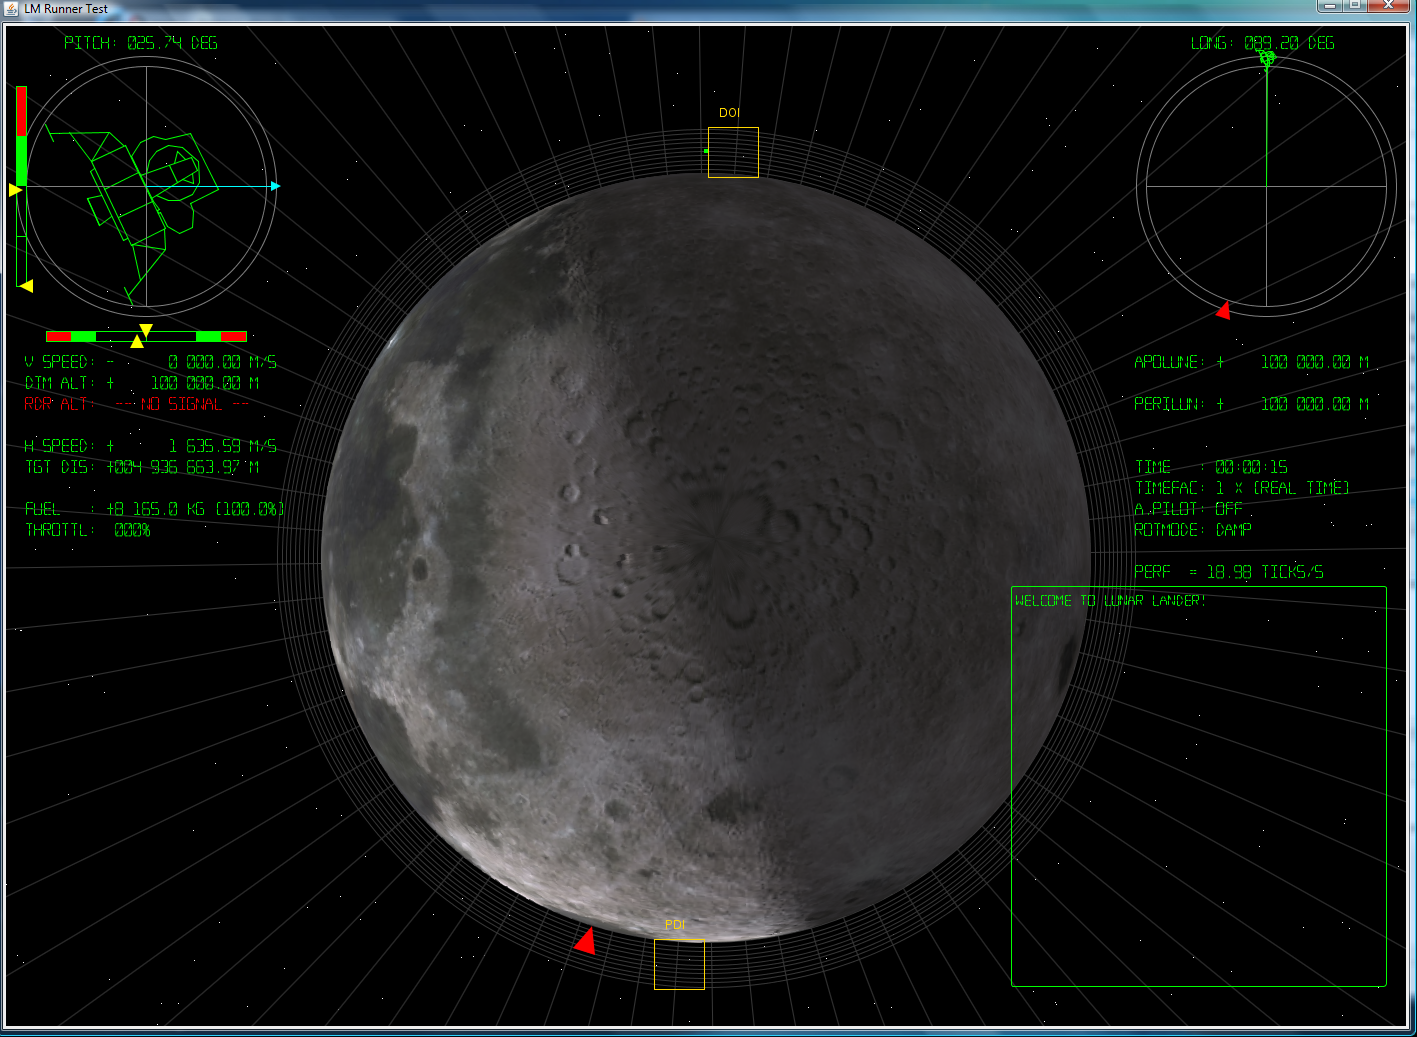 LM Runner Test
PITCH: 025.74 DEG
LONG: 089.20 DEG
DOI
V SPEED: - 0 000.00 M/S
DIM ALT: + 100 000.00 M
RDR ALT: -- NO SIGNAL --
H SPEED: + 1 635.59 M/S
TGT DIS: +004 936 663.97 M
FUEL : +8 165.0 KG (100.0%)
THROTTL: 000%
APOLUNE: + 100 000.00 M
PERILUN: + 100 000.00 M
TIME : 00:00:15
TIMEFAC: 1 X (REAL TIME)
A.PILOT: OFF
ROTMODE: DAMP
PERF = 18.98 TICKS/S
WELCOME TO LUNAR LANDER!
PDI